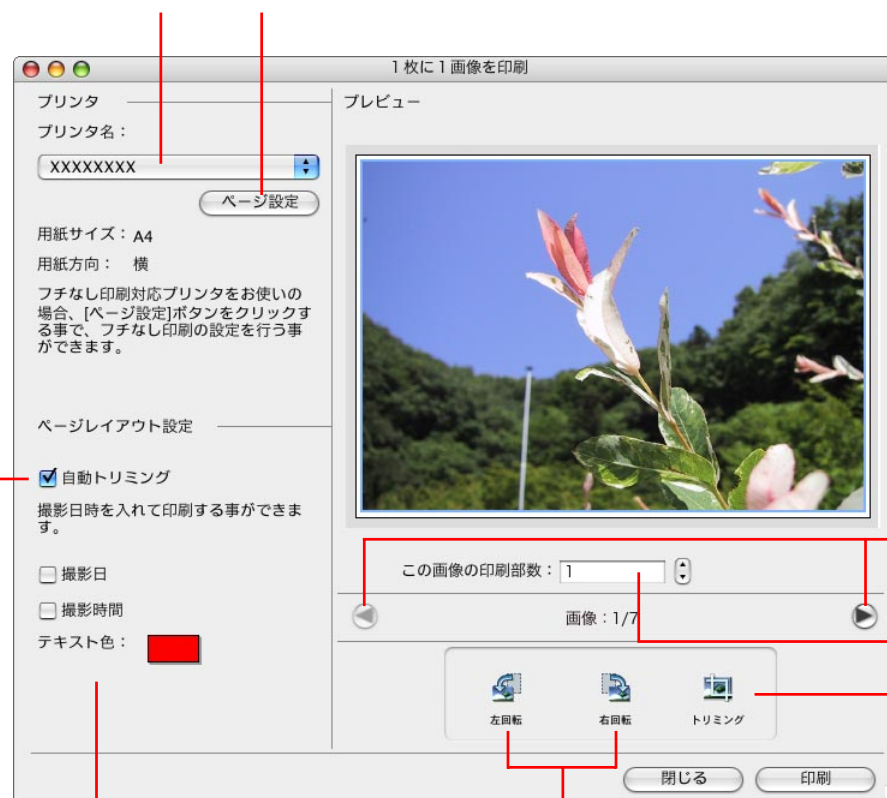 1枚に1画像を印刷
プリンタ
プリンタ名：
XXXXXXXX
ページ設定
用紙サイズ：A4
用紙方向： 横
フチなし印刷対応プリンタをお使いの
場合、[ページ設定]ボタンをクリックす
る事で、フチなし印刷の設定を行う事
ができます。
ページレイアウト設定
自動トリミング
撮影日時を入れて印刷する事ができま
す。
撮影日
撮影時間
テキスト色：
プレビュー
この画像の印刷部数：1
画像：1/7
左回転
右回転
トリミング
閉じる
印刷